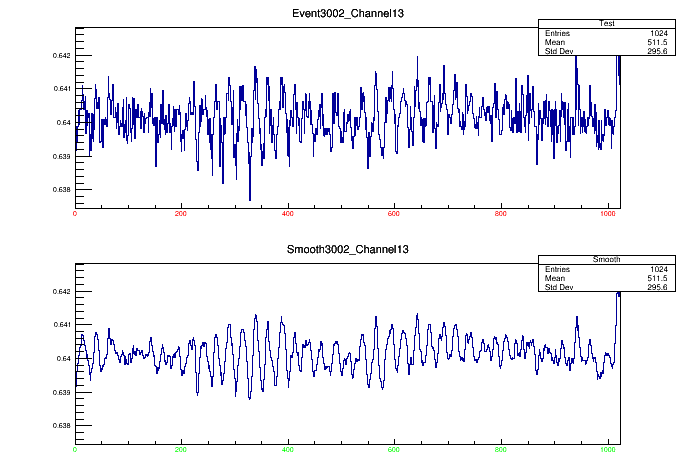 Event3002_Channel13
Test
Entries 1024
Mean 511.5
Std Dev 295.6
0.642
0.641
0.64
0.639
0.638
0 200 400 600 800 1000
Smooth3002_Channel13
Smooth
Entries 1024
Mean 511.5
Std Dev 295.6
0.642
0.641
0.64
0.639
0.638
0 200 400 600 800 1000